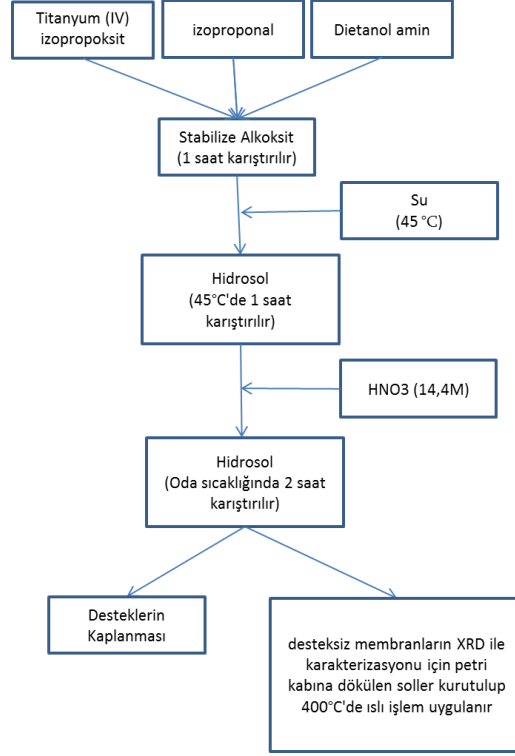 Titanyum (IV)
izopropoksit
izoproponal
Dietanol amin
Stabilize Alkoksit
(1 saat karıştırılır)
Su
(45 °C)
Hidrosol
(45°C'de 1 saat
karıştırılır)
HNO3 (14,4M)
Hidrosol
(Oda sıcaklığında 2 saat
karıştırılır)
Desteklerin
Kaplanması
desteksiz membranların XRD ile
karakterizasyonu için petri
kabına dökülen soller kurutulup
400°C'de ıslı işlem uygulanır